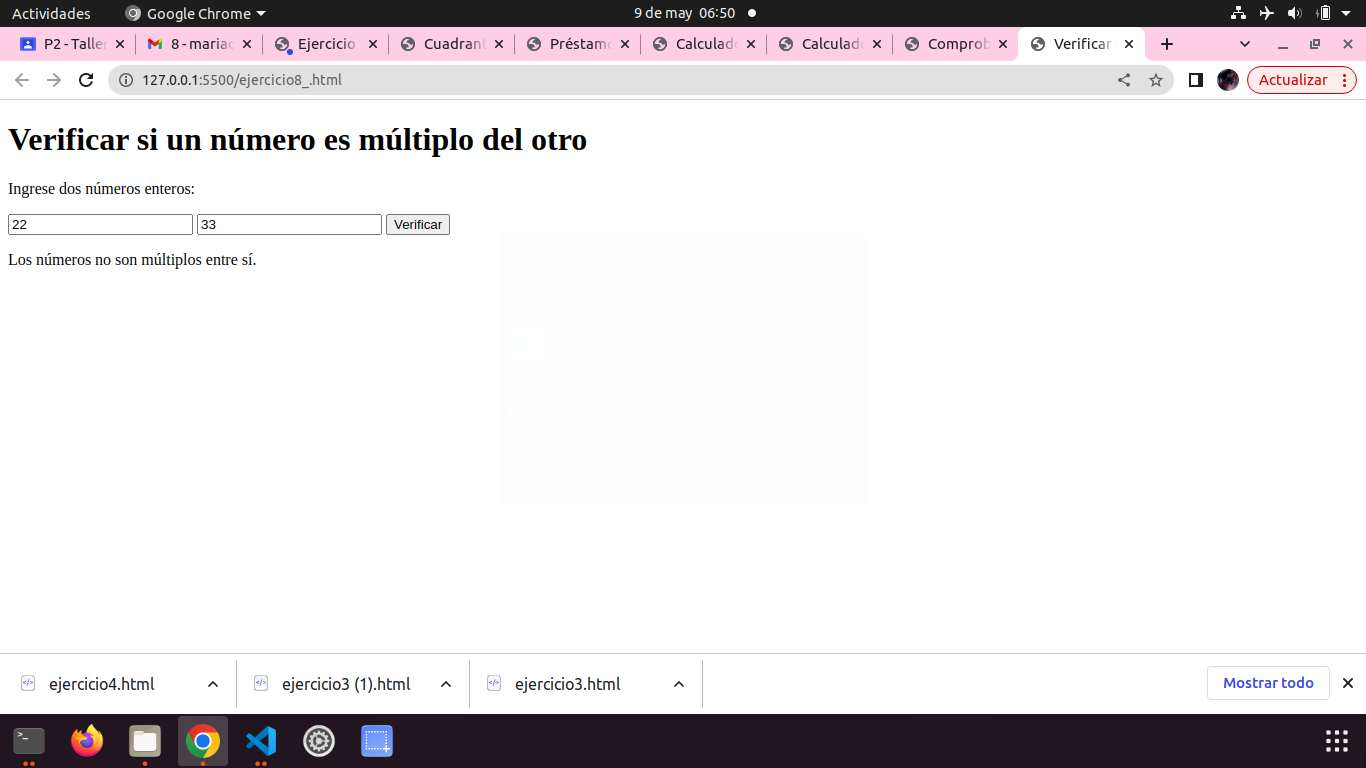 Actividades Google Chrome 9 de may 06:50
P2 - Taller 8 - mariac Ejercicio Cuadrant Préstamo Calculado Calculado Comprob Verificar
127.0.0.1:5500/ejercicio8_.html Actualizar
Verificar si un número es múltiplo del otro
Ingrese dos números enteros:
22 33 Verificar
Los números no son múltiplos entre sí.
ejercicio4.html ejercicio3 (1).html ejercicio3.html Mostrar todo